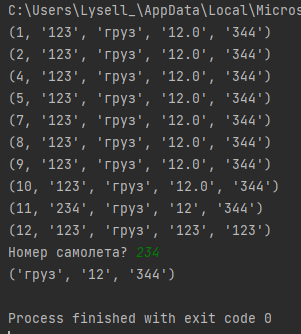 C:\Users\Lysell_\AppData\Local\Micros
(1, '123', 'груз', '12.0', '344')
(2, '123', 'груз', '12.0', '344')
(4, '123', 'груз', '12.0', '344')
(5, '123', 'груз', '12.0', '344')
(7, '123', 'груз', '12.0', '344')
(8, '123', 'груз', '12.0', '344')
(9, '123', 'груз', '12.0', '344')
(10, '123', 'груз', '12.0', '344')
(11, '234', 'груз', '12', '344')
(12, '123', 'груз', '123', '123')
Номер самолета? 234
('груз', '12', '344')
Process finished with exit code 0